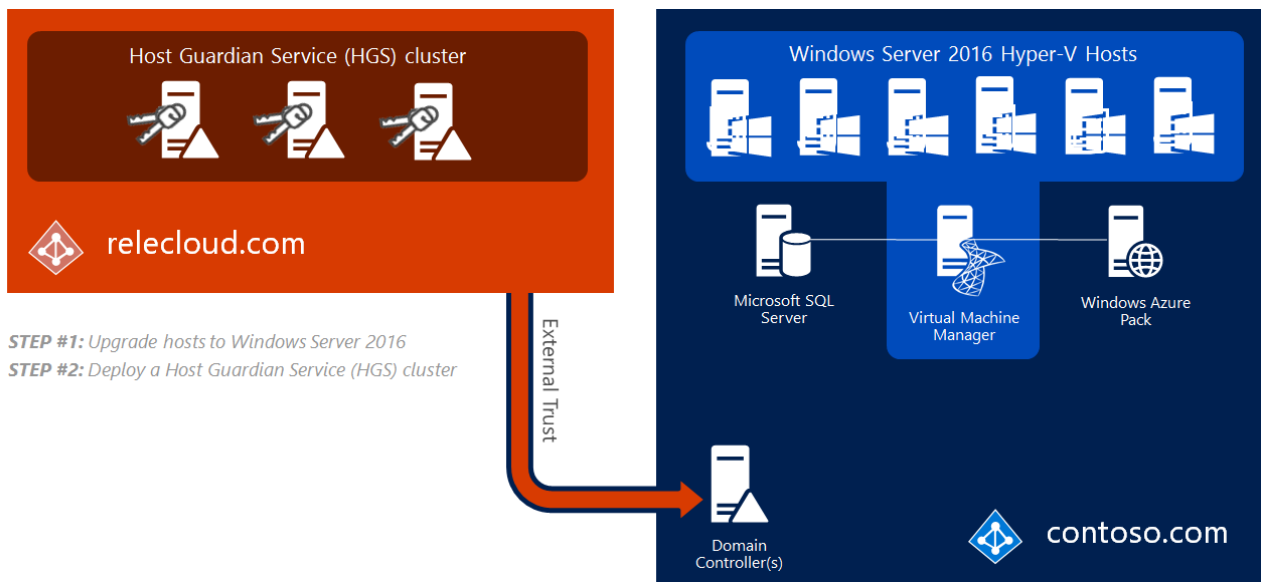 Host Guardian Service (HGS) cluster
relecloud.com
STEP #1: Upgrade hosts to Windows Server 2016
STEP #2: Deploy a Host Guardian Service (HGS) cluster
External Trust
Windows Server 2016 Hyper-V Hosts
Microsoft SQL
Server
Virtual Machine
Manager
Windows Azure
Pack
Domain
Controller(s)
contoso.com